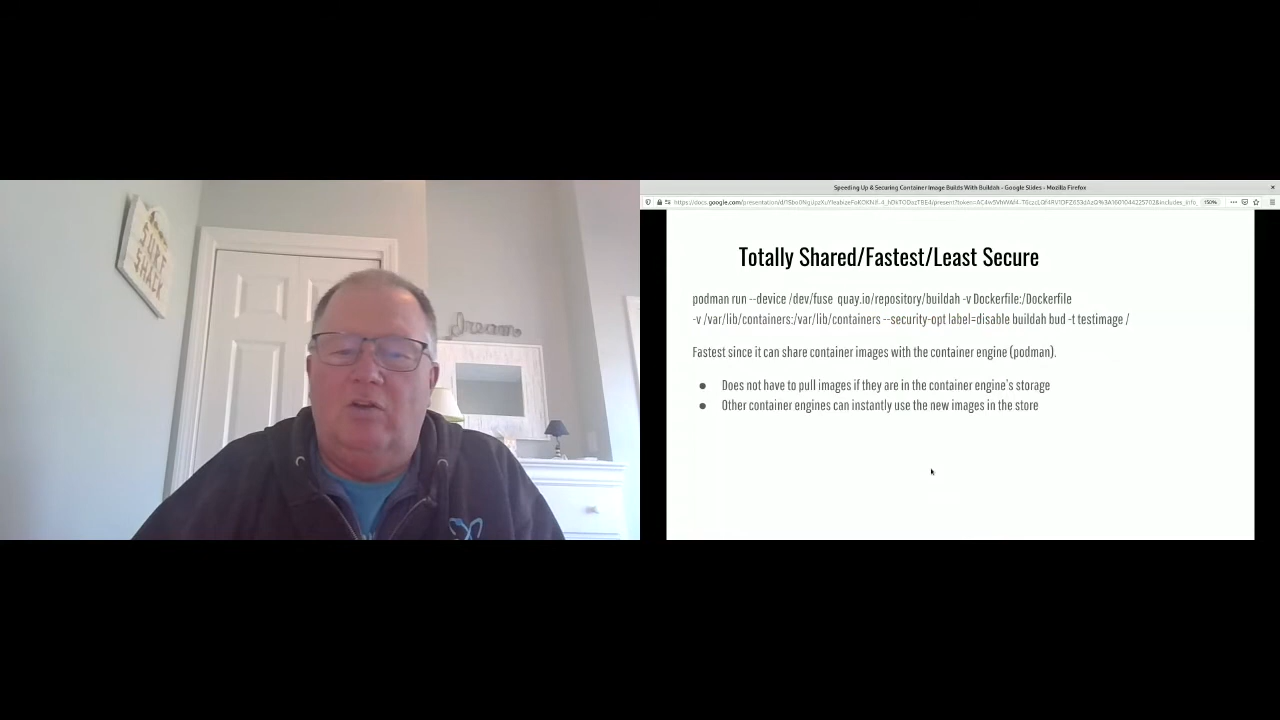 SURF
SHACK
dream
Speeding Up & Securing Container Image Builds With Buildah - Google Slides - Mozilla Firefox
150%
Totally Shared/Fastest/Least Secure
podman run --device /dev/fuse quay.io/repository/buildah -v Dockerfile:/Dockerfile
-v /var/lib/containers:/var/lib/containers --security-opt label=disable buildah bud -t testimage /
Fastest since it can share container images with the container engine (podman).
● Does not have to pull images if they are in the container engine's storage
● Other container engines can instantly use the new images in the store